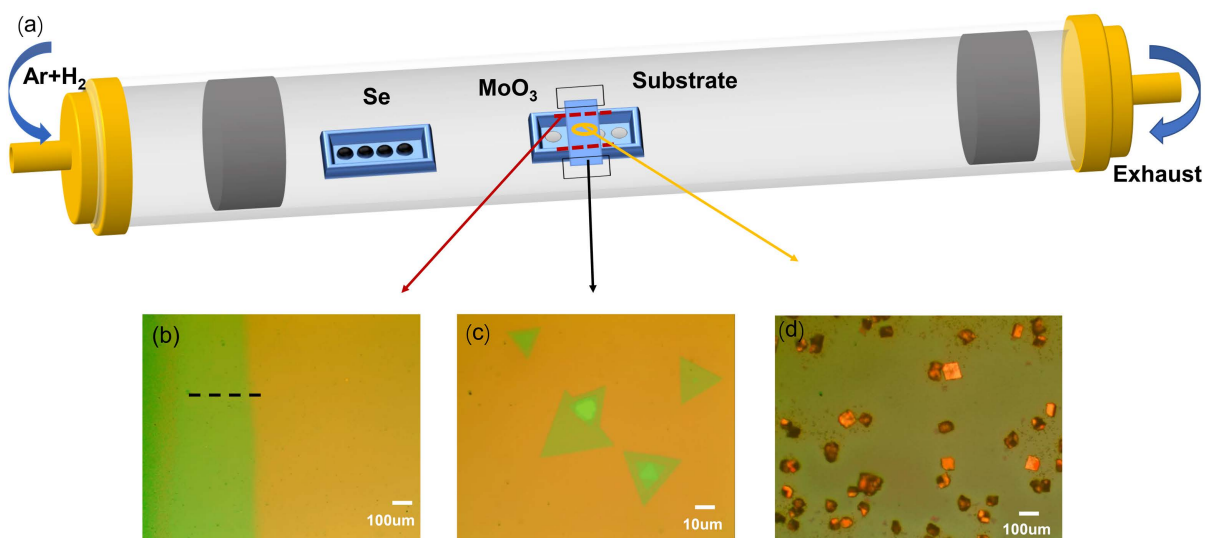 (a)
Ar+H₂
Se
MoO₃
Substrate
Exhaust
(b)
100um
(c)
10um
(d)
100um